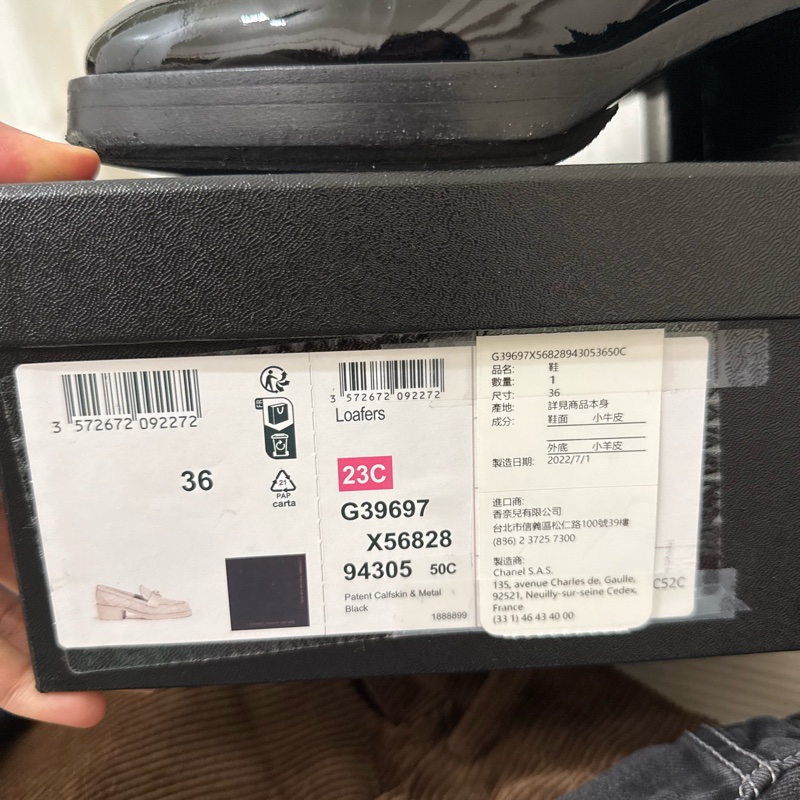 3 572672 092272
36
21
PAP
carta
3 572672 092272
Loafers
23C
G39697
X56828
94305 50C
Patent Calfskin & Metal
Black
1888899
G39697X56828943053650C
品名: 鞋
數量: 1
尺寸: 36
產地: 詳見商品本身
成分: 鞋面 小牛皮
外底 小羊皮
製造日期: 2022/7/1
進口商:
香奈兒有限公司
台北市信義區松仁路100號39樓
(886) 2 3725 7300
製造商:
Chanel S.A.S.
135, avenue Charles de, Gaulle,
92521, Neuilly-sur-seine Cedex,
France
(33 1) 46 43 40 00
C52C